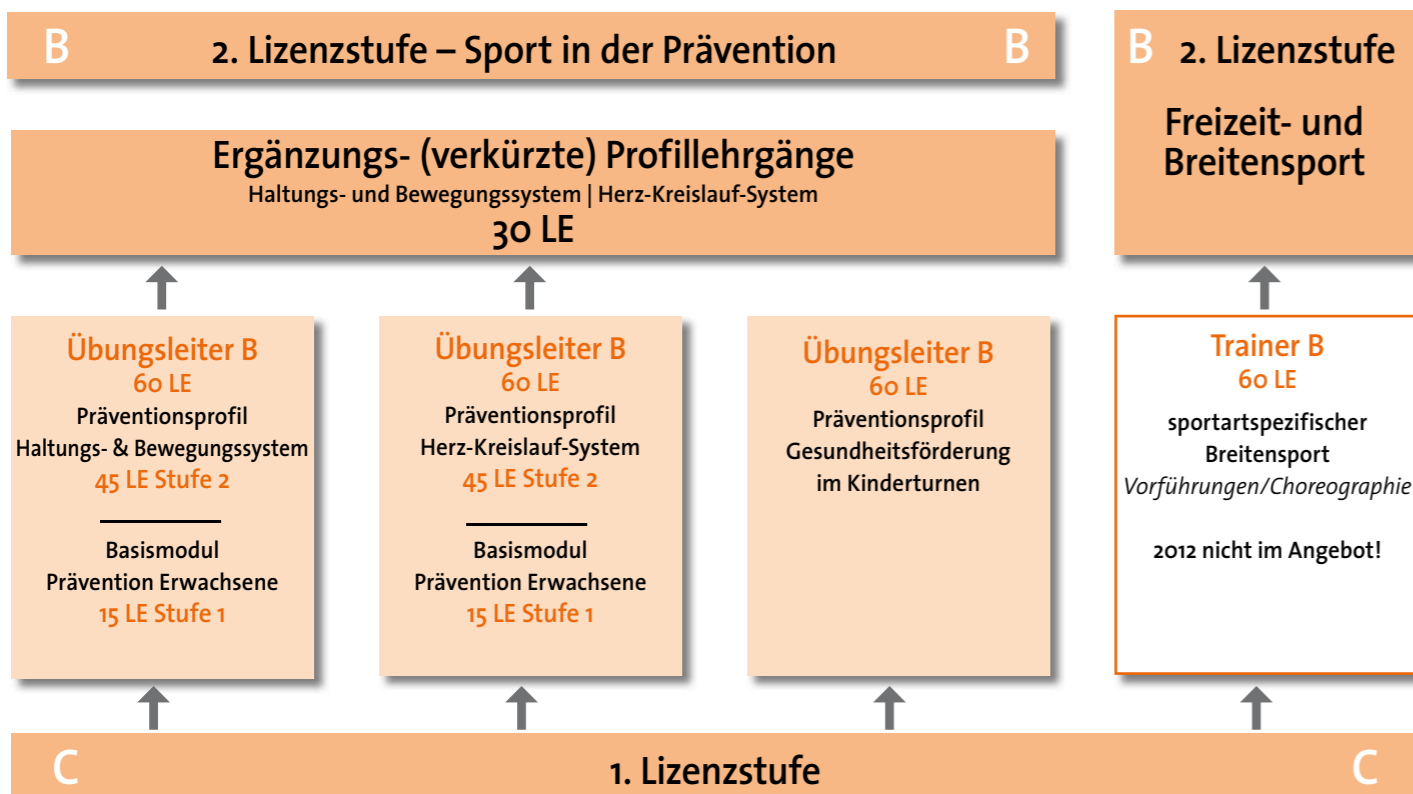 B 2. Lizenzstufe – Sport in der Prävention B
Ergänzungs- (verkürzte) Profillehrgänge
Haltungs- und Bewegungssystem | Herz-Kreislauf-System
30 LE
B 2. Lizenzstufe
Freizeit- und
Breitensport
Übungsleiter B
60 LE
Präventionsprofil
Haltungs- & Bewegungssystem
45 LE Stufe 2
Basismodul
Prävention Erwachsene
15 LE Stufe 1
Übungsleiter B
60 LE
Präventionsprofil
Herz-Kreislauf-System
45 LE Stufe 2
Basismodul
Prävention Erwachsene
15 LE Stufe 1
Übungsleiter B
60 LE
Präventionsprofil
Gesundheitsförderung
im Kinderturnen
Trainer B
60 LE
sportartspezifischer
Breitensport
Vorführungen/Choreographie
2012 nicht im Angebot!
C 1. Lizenzstufe C